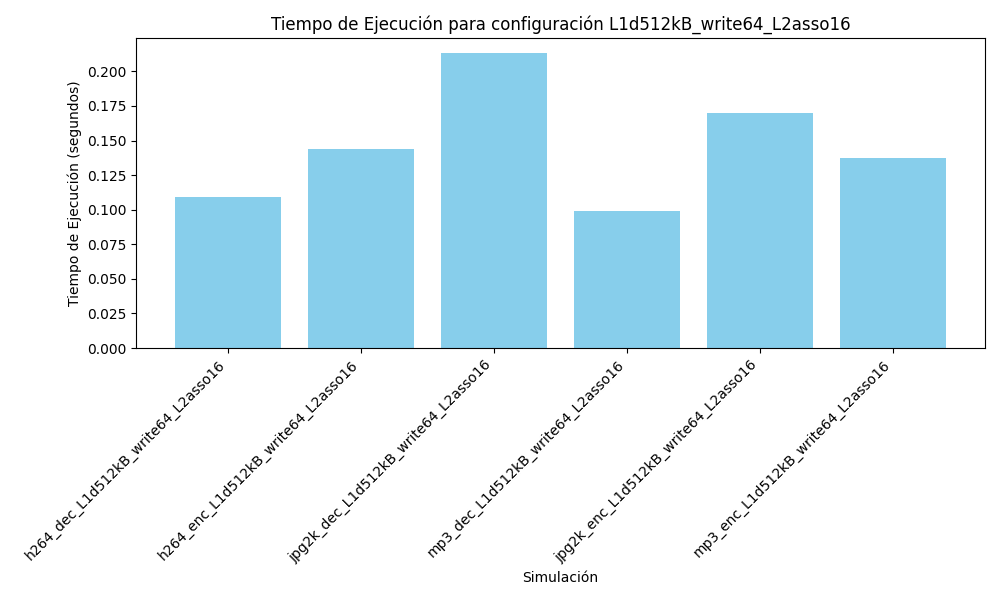 Tiempo de Ejecución para configuración L1d512kB_write64_L2asso16
Tiempo de Ejecución (segundos)
0.200
0.175
0.150
0.125
0.100
0.075
0.050
0.025
0.000
h264_dec_L1d512kB_write64_L2asso16
h264_enc_L1d512kB_write64_L2asso16
jpg2k_dec_L1d512kB_write64_L2asso16
mp3_dec_L1d512kB_write64_L2asso16
jpg2k_enc_L1d512kB_write64_L2asso16
mp3_enc_L1d512kB_write64_L2asso16
Simulación